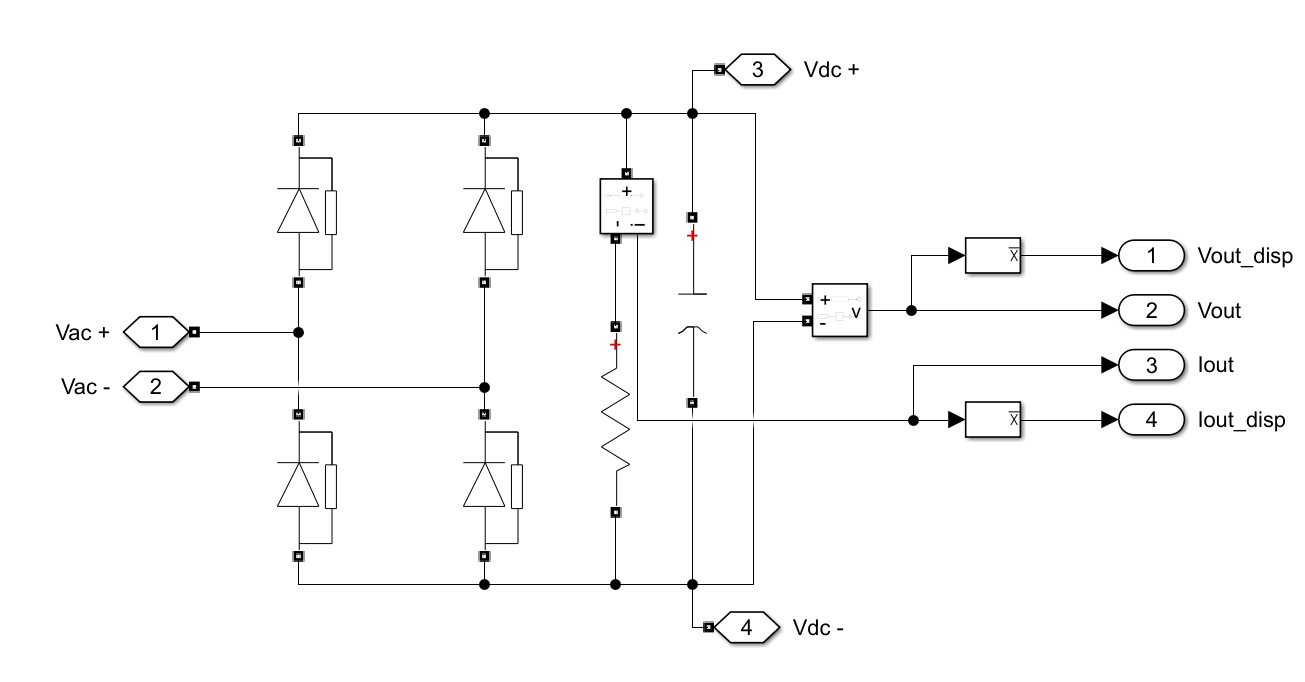 3 Vdc +
+
+
1 Vout_disp
x
+
v
-
2 Vout
Vac + 1
+
3 Iout
Vac - 2
x
4 Iout_disp
4 Vdc -